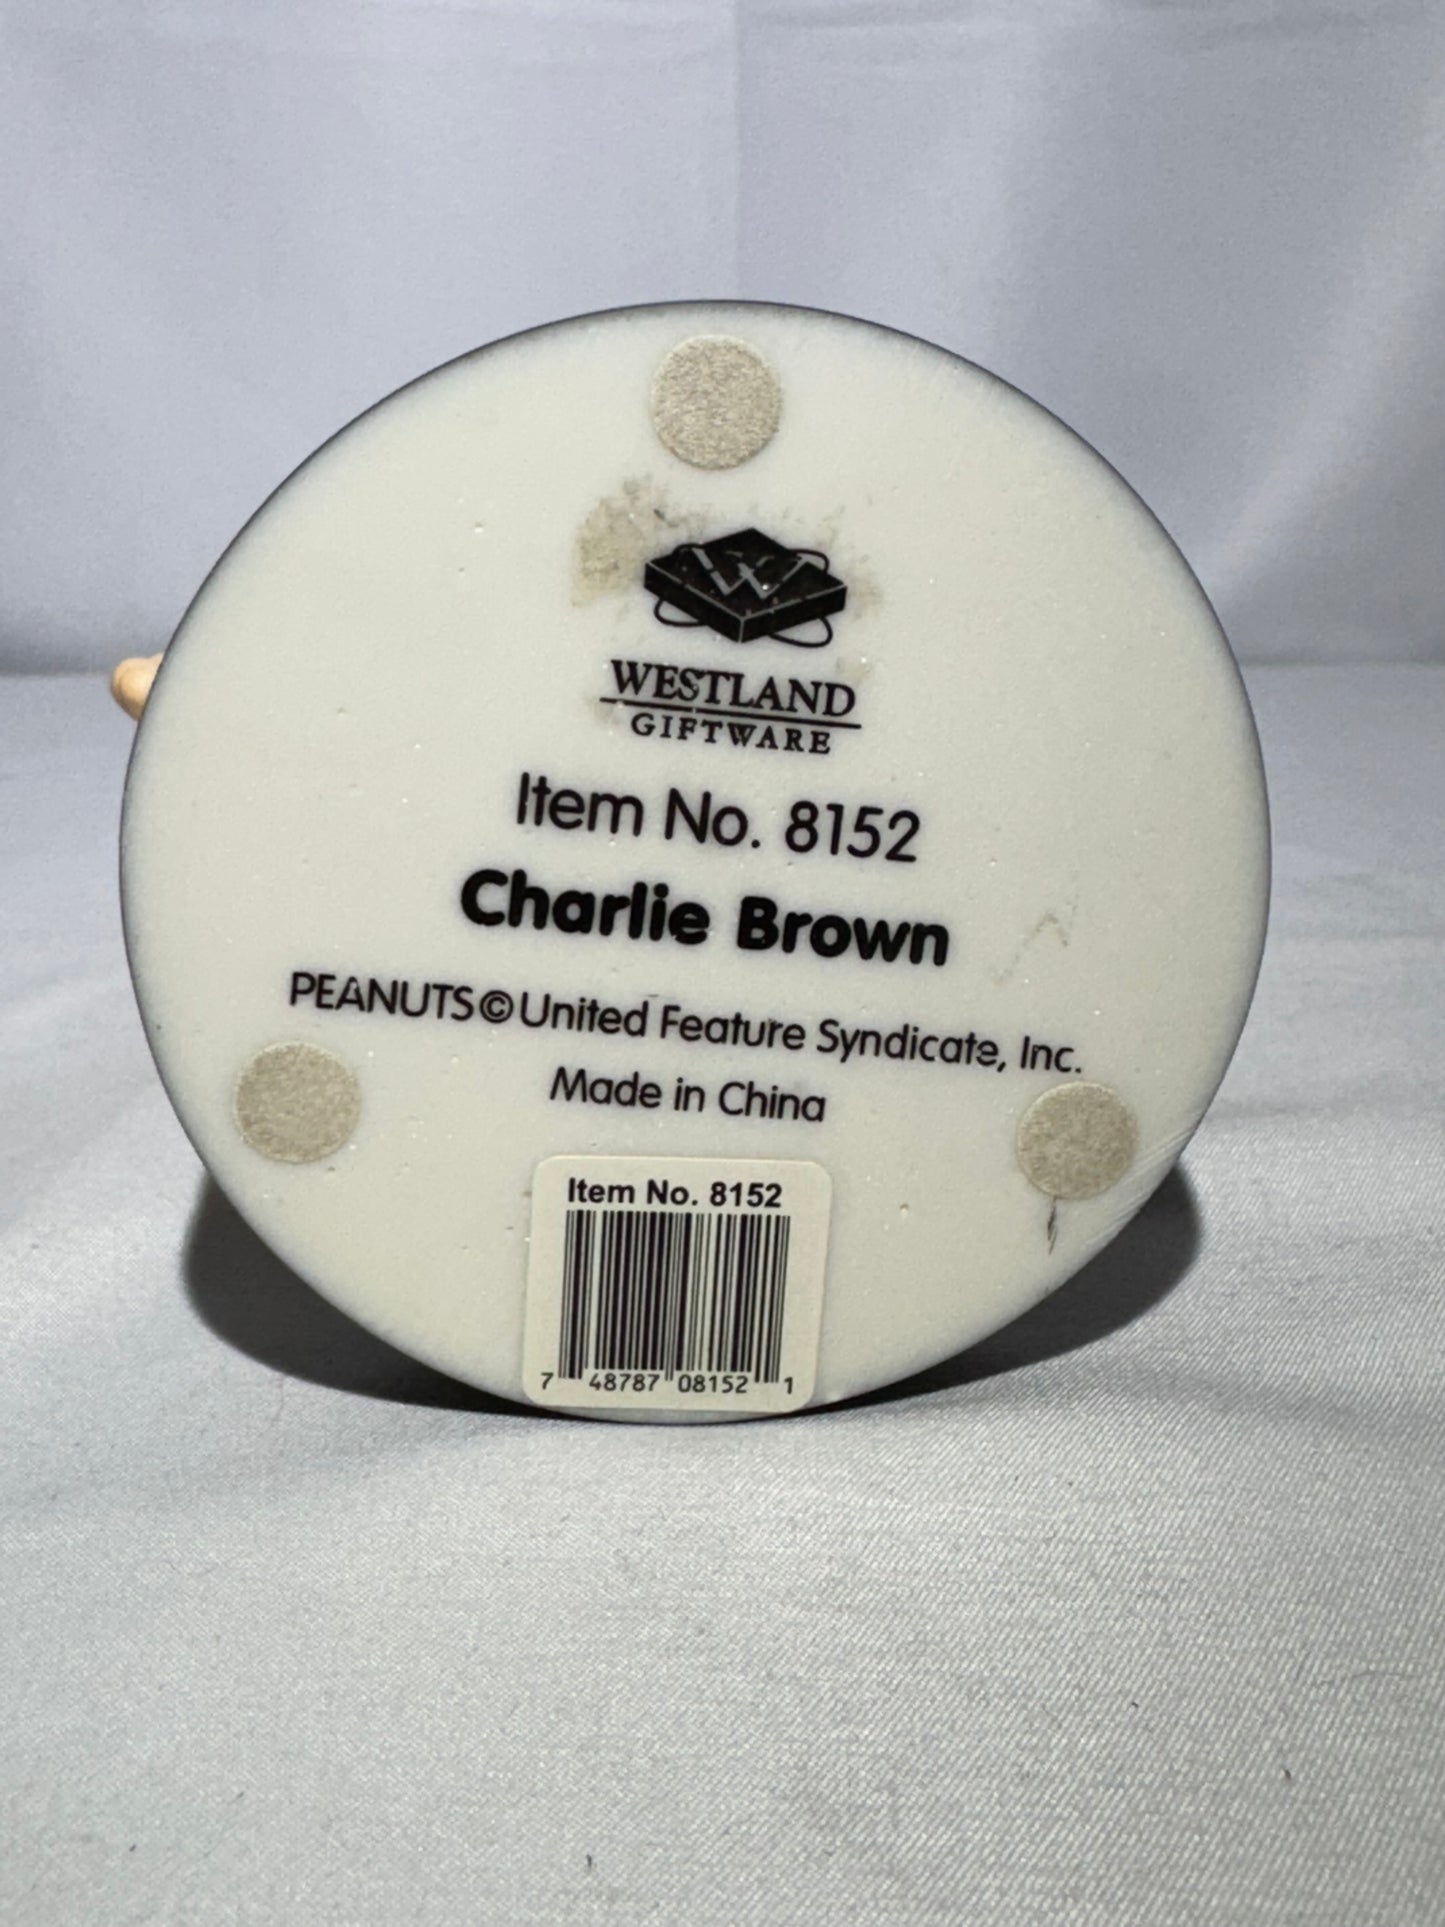 W
WESTLAND
GIFTWARE
Item No. 8152
Charlie Brown
PEANUTS©United Feature Syndicate, Inc.
Made in China
Item No. 8152
7 48787 08152 1